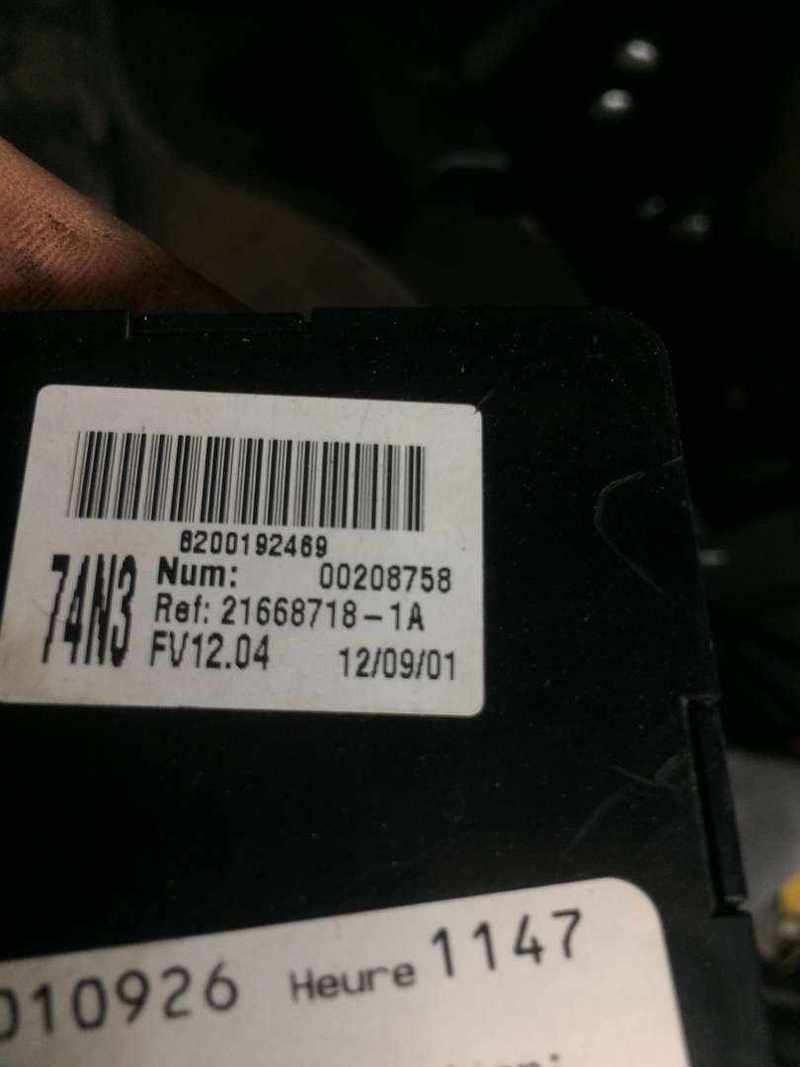 8200192469
74N3
Num: 00208758
Ref: 21668718-1A
FV12.04 12/09/01
010926 Heure 1147